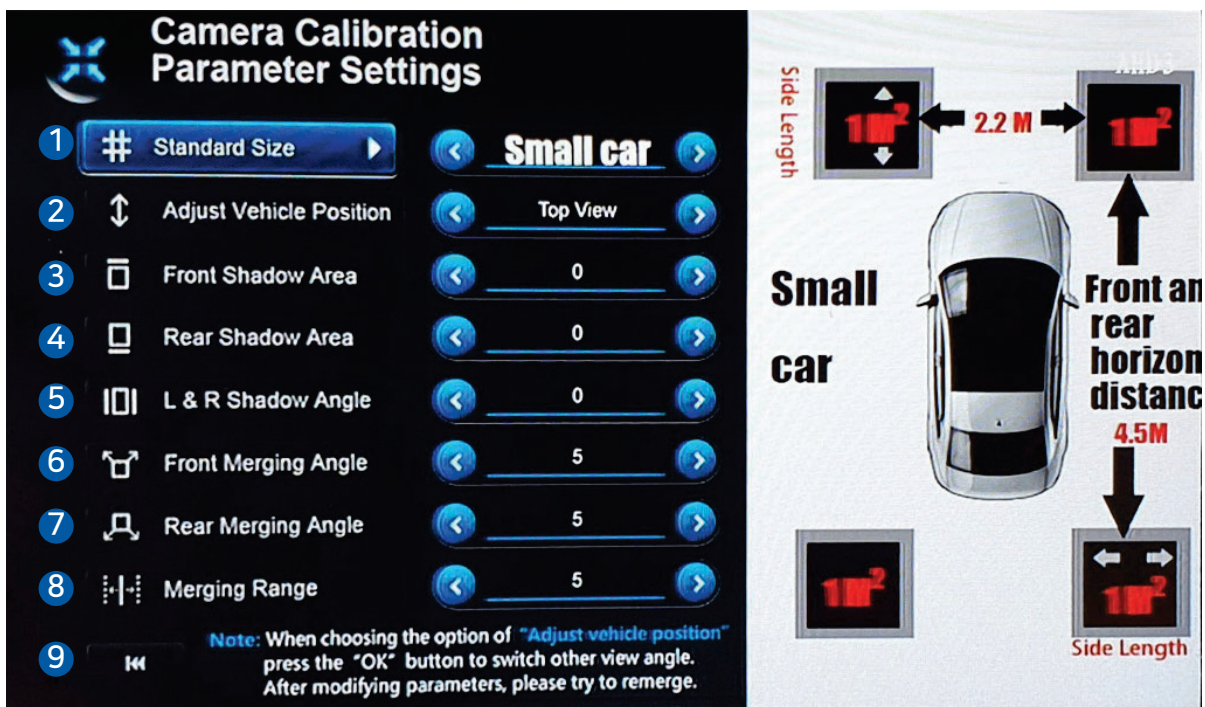 Camera Calibration
Parameter Settings
1 Standard Size Small car
2 Adjust Vehicle Position Top View
3 Front Shadow Area 0
4 Rear Shadow Area 0
5 L & R Shadow Angle 0
6 Front Merging Angle 5
7 Rear Merging Angle 5
8 Merging Range 5
9
Note: When choosing the option of "Adjust vehicle position"
press the "OK" button to switch other view angle.
After modifying parameters, please try to remerge.
Side Length
1M²
2.2 M
1M²
Small
car
Front an
rear
horizon
distanc
4.5M
1M²
1M²
Side Length